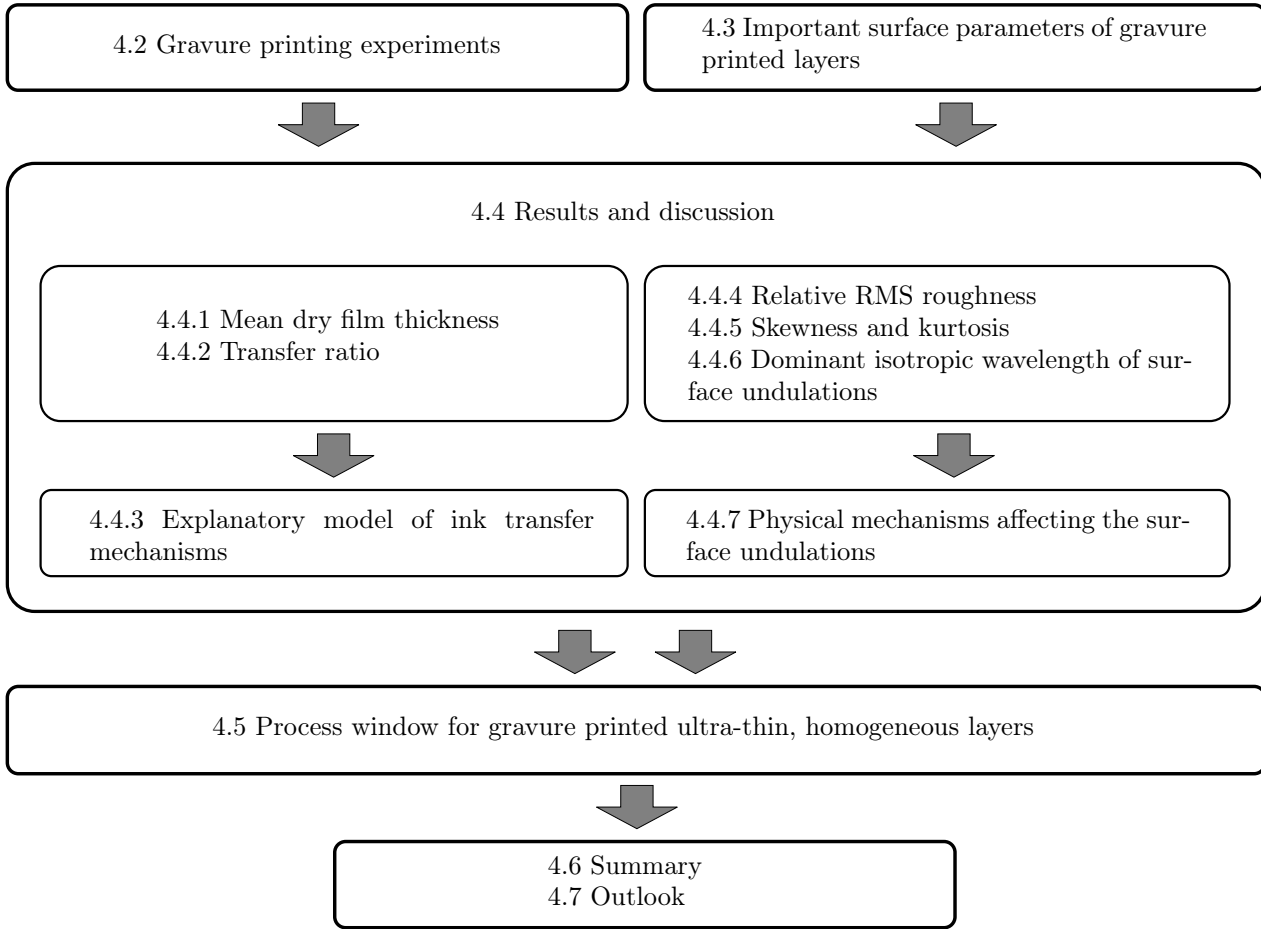 4.2 Gravure printing experiments
4.3 Important surface parameters of gravure
printed layers
4.4 Results and discussion
4.4.1 Mean dry film thickness
4.4.2 Transfer ratio
4.4.4 Relative RMS roughness
4.4.5 Skewness and kurtosis
4.4.6 Dominant isotropic wavelength of sur-
face undulations
4.4.3 Explanatory model of ink transfer
mechanisms
4.4.7 Physical mechanisms affecting the sur-
face undulations
4.5 Process window for gravure printed ultra-thin, homogeneous layers
4.6 Summary
4.7 Outlook